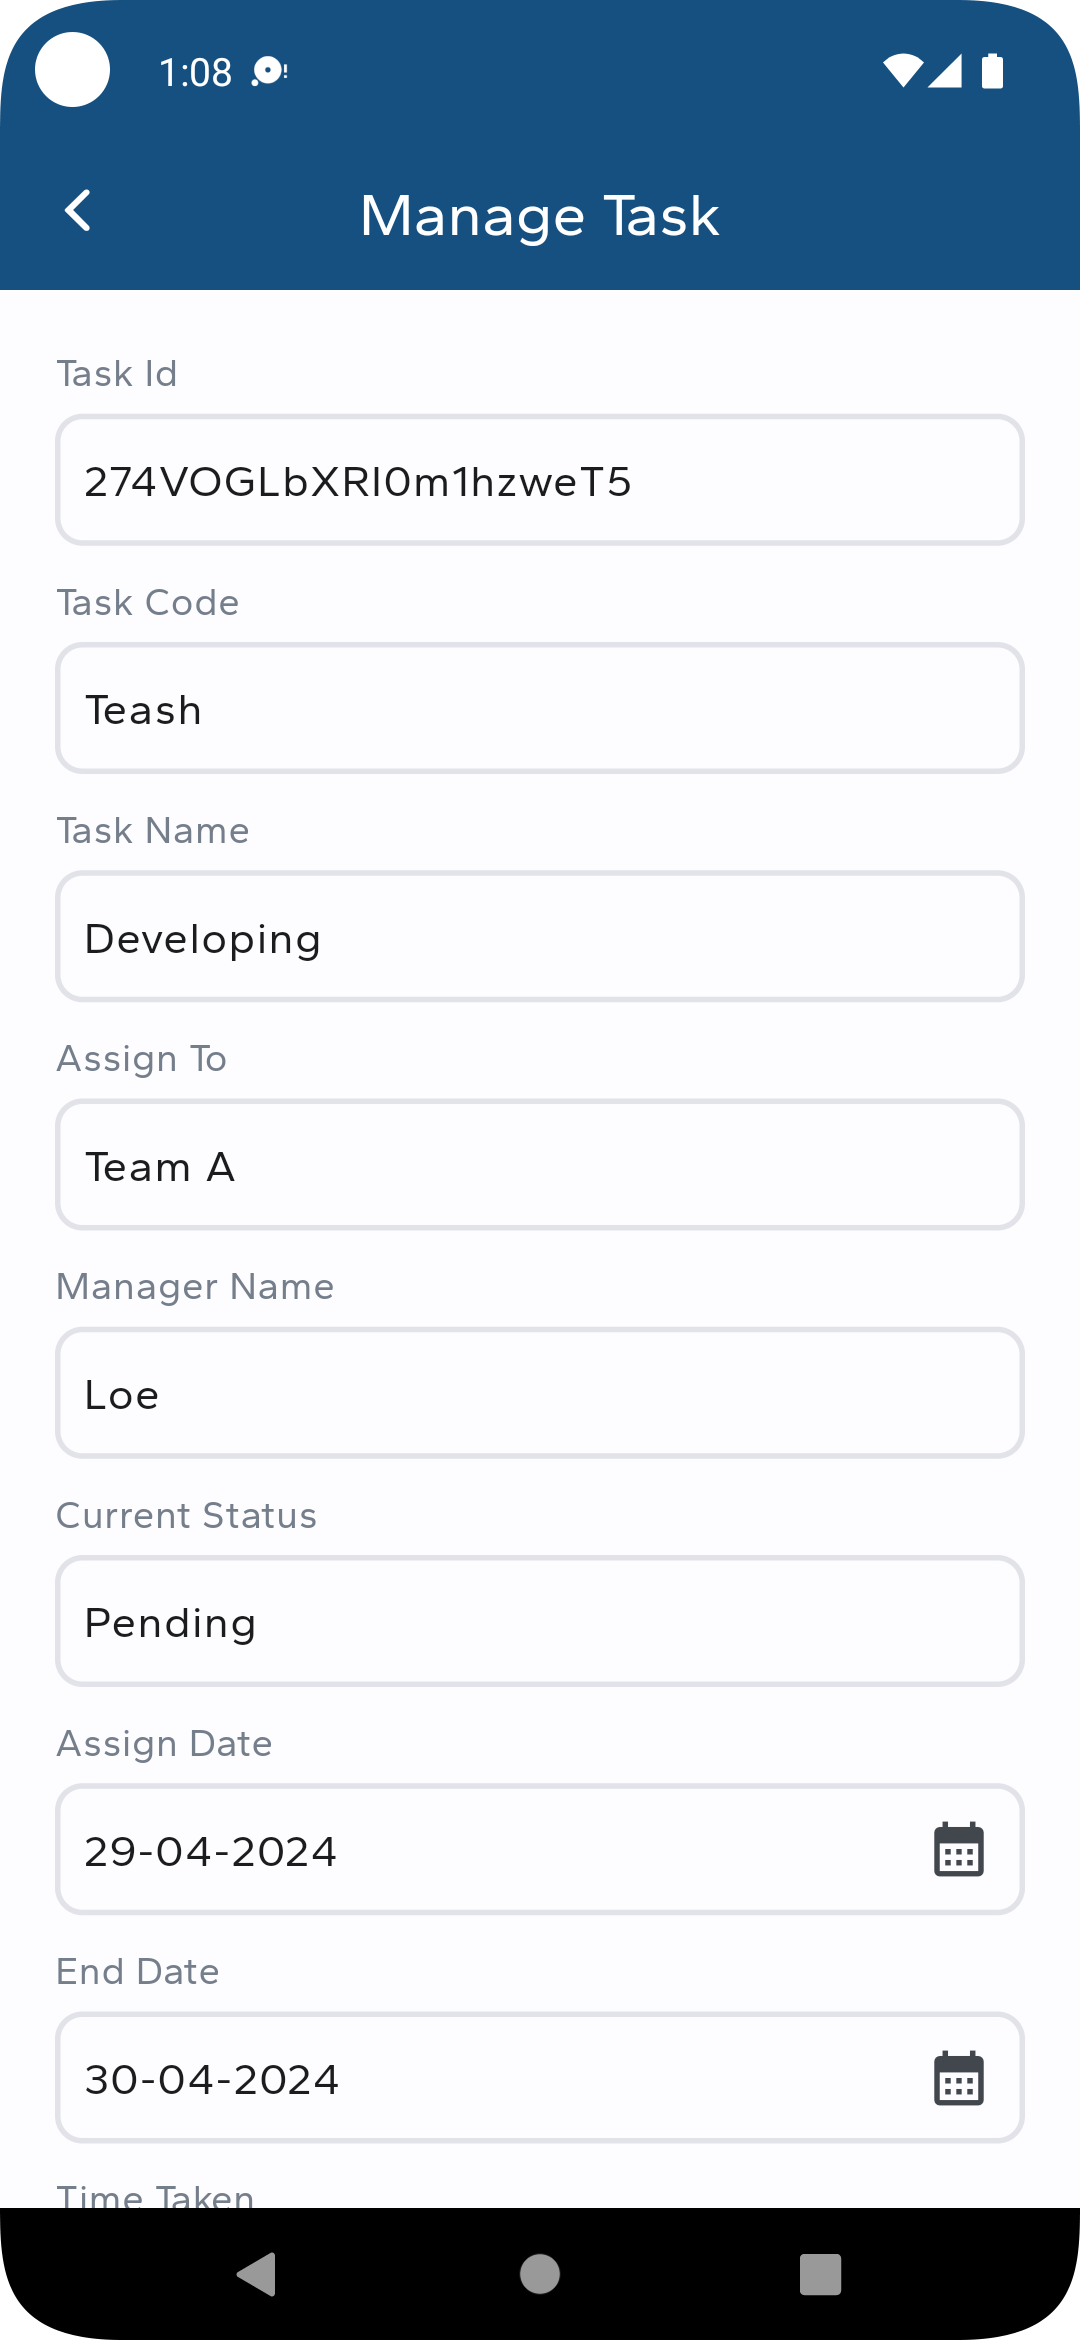 1:08
Manage Task
Task Id
274VOGLbXRI0m1hzweT5
Task Code
Teash
Task Name
Developing
Assign To
Team A
Manager Name
Loe
Current Status
Pending
Assign Date
29-04-2024
End Date
30-04-2024
Time Taken